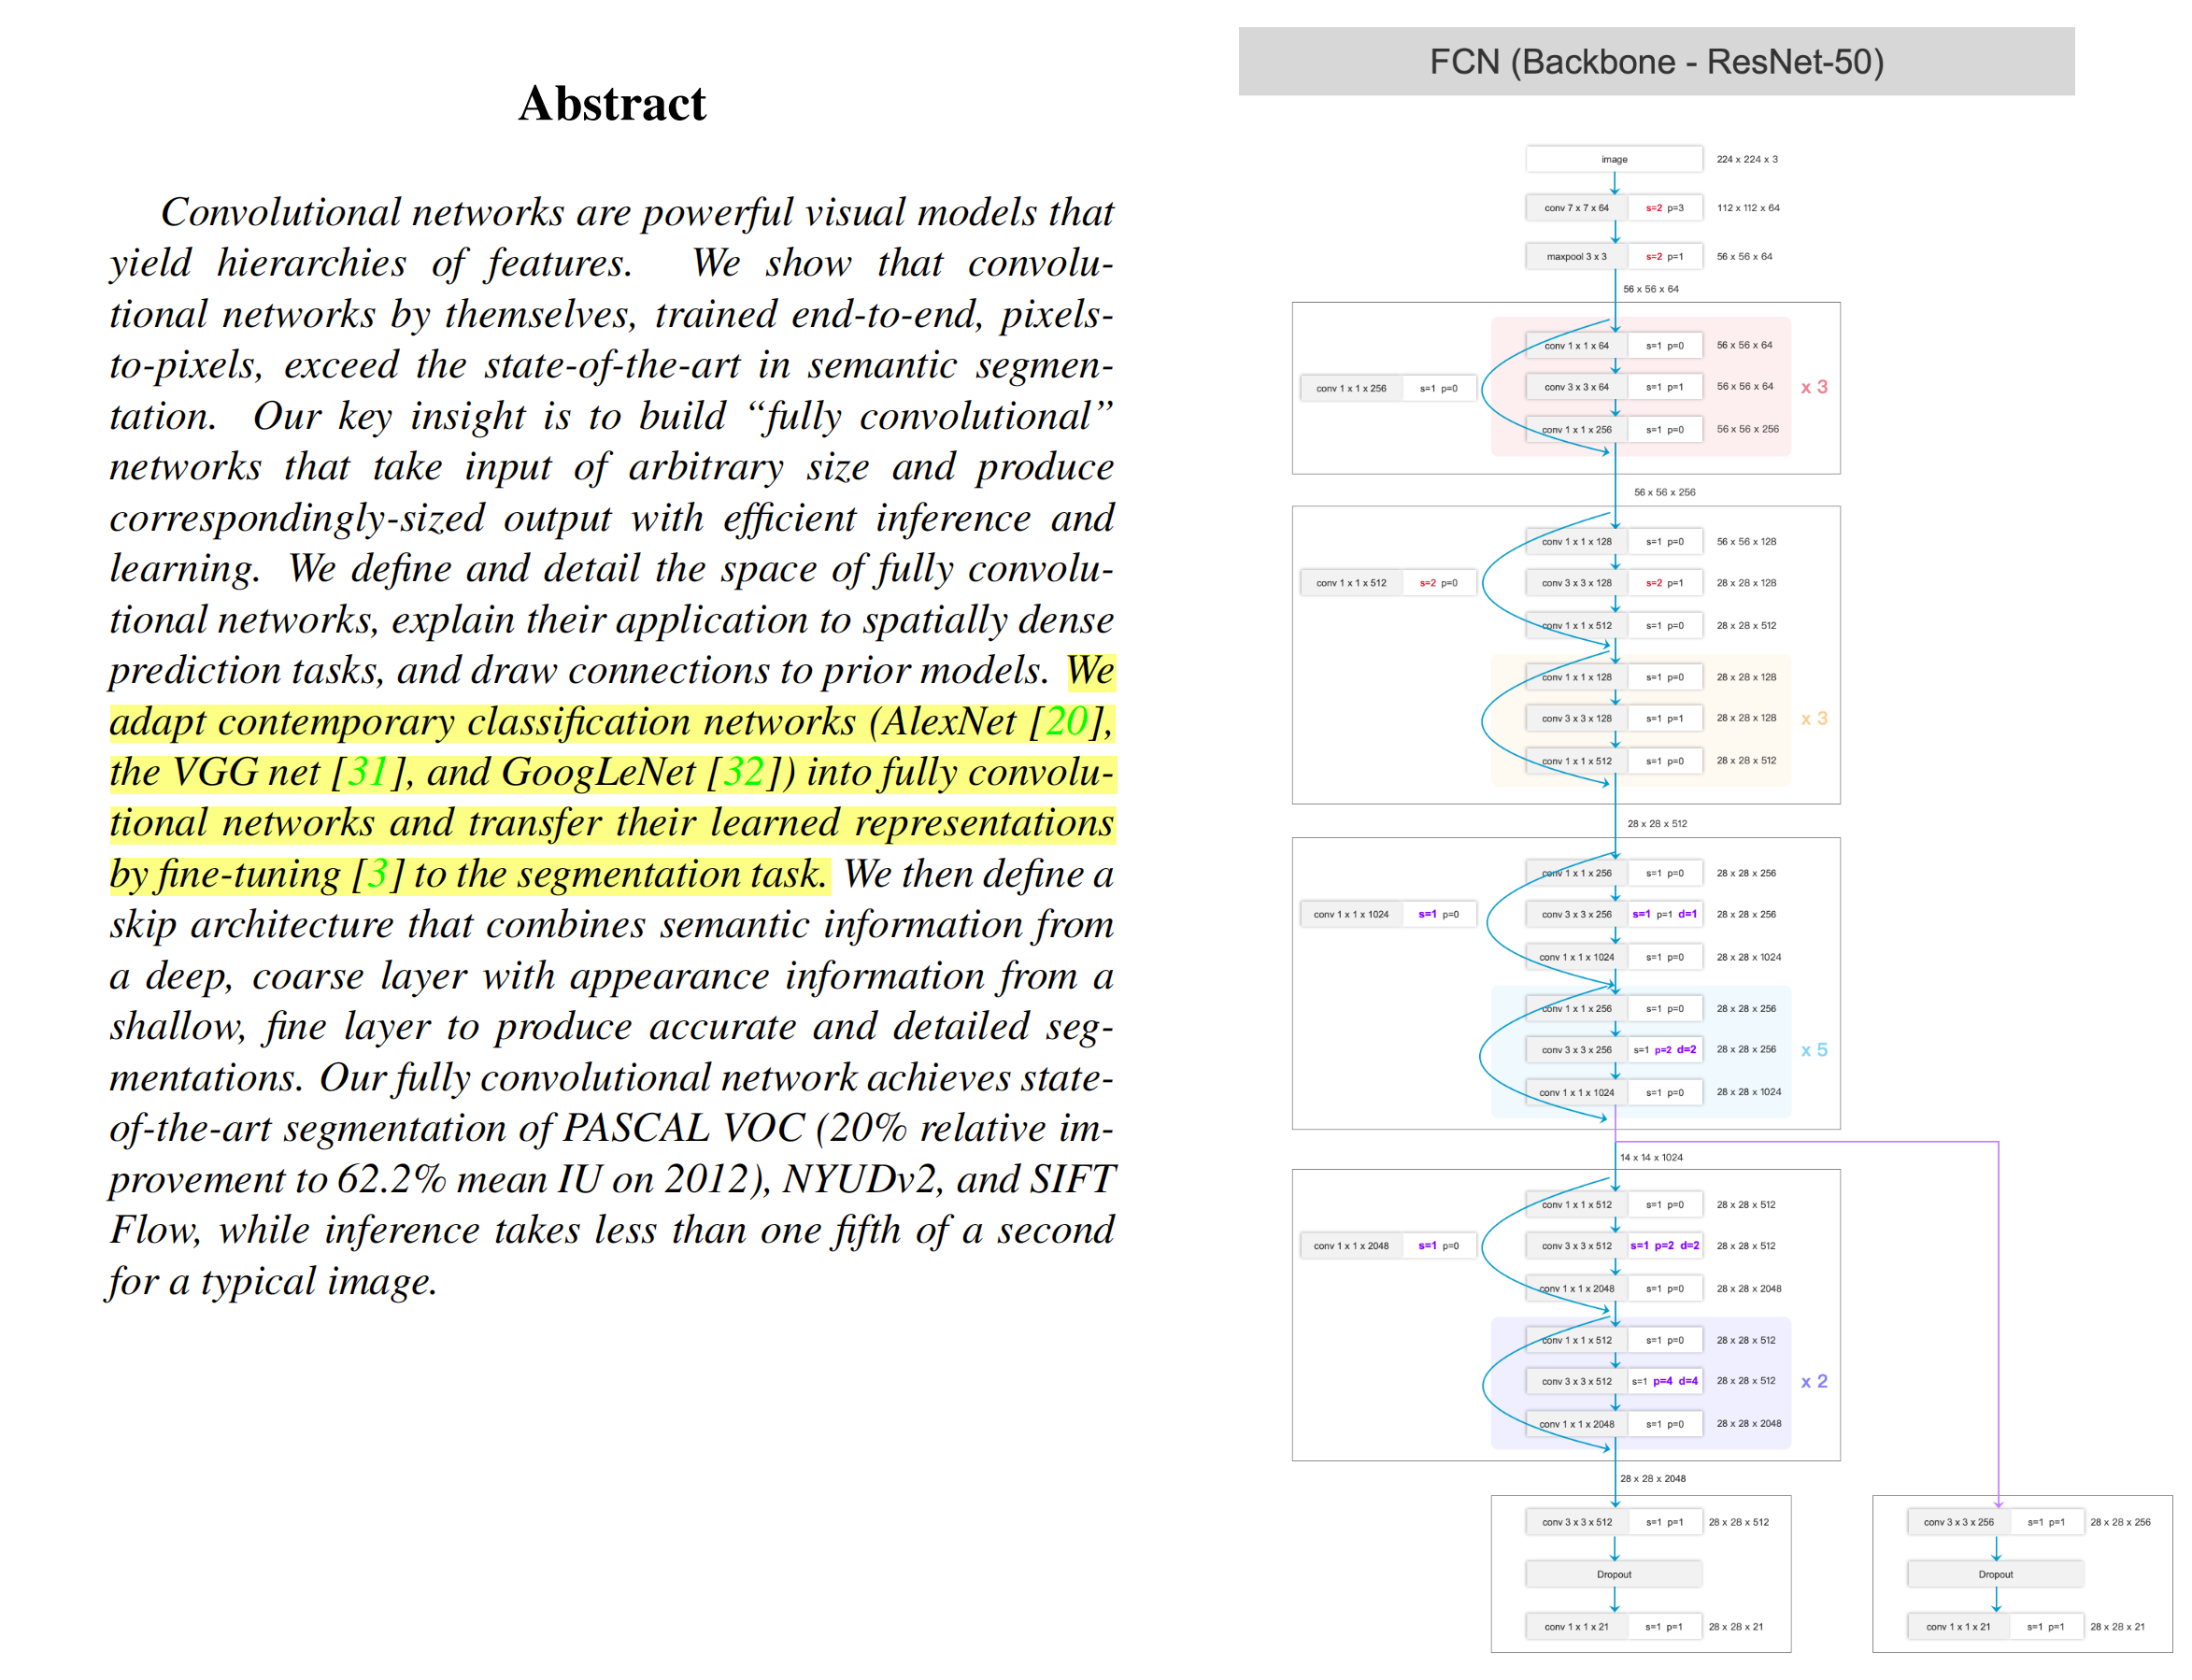 Abstract
Convolutional networks are powerful visual models that
yield hierarchies of features. We show that convolu-
tional networks by themselves, trained end-to-end, pixels-
to-pixels, exceed the state-of-the-art in semantic segmen-
tation. Our key insight is to build “fully convolutional”
networks that take input of arbitrary size and produce
correspondingly-sized output with efficient inference and
learning. We define and detail the space of fully convolu-
tional networks, explain their application to spatially dense
prediction tasks, and draw connections to prior models. We
adapt contemporary classification networks (AlexNet [20],
the VGG net [31], and GoogLeNet [32]) into fully convolu-
tional networks and transfer their learned representations
by fine-tuning [3] to the segmentation task. We then define a
skip architecture that combines semantic information from
a deep, coarse layer with appearance information from a
shallow, fine layer to produce accurate and detailed seg-
mentations. Our fully convolutional network achieves state-
of-the-art segmentation of PASCAL VOC (20% relative im-
provement to 62.2% mean IU on 2012), NYUDv2, and SIFT
Flow, while inference takes less than one fifth of a second
for a typical image.
FCN (Backbone - ResNet-50)
image 224 x 224 x 3
conv 7 x 7 x 64 s=2 p=3 112 x 112 x 64
maxpool 3 x 3 s=2 p=1 56 x 56 x 64
56 x 56 x 64
conv 1 x 1 x 64 s=1 p=0 56 x 56 x 64
conv 1 x 1 x 256 s=1 p=0 conv 3 x 3 x 64 s=1 p=1 56 x 56 x 64 x 3
conv 1 x 1 x 256 s=1 p=0 56 x 56 x 256
56 x 56 x 256
conv 1 x 1 x 128 s=1 p=0 56 x 56 x 128
conv 1 x 1 x 512 s=2 p=0 conv 3 x 3 x 128 s=2 p=1 28 x 28 x 128
conv 1 x 1 x 512 s=1 p=0 28 x 28 x 512
conv 1 x 1 x 128 s=1 p=0 28 x 28 x 128
conv 3 x 3 x 128 s=1 p=1 28 x 28 x 128 x 3
conv 1 x 1 x 512 s=1 p=0 28 x 28 x 512
28 x 28 x 512
conv 1 x 1 x 256 s=1 p=0 28 x 28 x 256
conv 1 x 1 x 1024 s=1 p=0 conv 3 x 3 x 256 s=1 p=1 d=1 28 x 28 x 256
conv 1 x 1 x 1024 s=1 p=0 28 x 28 x 1024
conv 1 x 1 x 256 s=1 p=0 28 x 28 x 256
conv 3 x 3 x 256 s=1 p=2 d=2 28 x 28 x 256 x 5
conv 1 x 1 x 1024 s=1 p=0 28 x 28 x 1024
14 x 14 x 1024
conv 1 x 1 x 512 s=1 p=0 28 x 28 x 512
conv 1 x 1 x 2048 s=1 p=0 conv 3 x 3 x 512 s=1 p=2 d=2 28 x 28 x 512
conv 1 x 1 x 2048 s=1 p=0 28 x 28 x 2048
conv 1 x 1 x 512 s=1 p=0 28 x 28 x 512
conv 3 x 3 x 512 s=1 p=4 d=4 28 x 28 x 512 x 2
conv 1 x 1 x 2048 s=1 p=0 28 x 28 x 2048
28 x 28 x 2048
conv 3 x 3 x 512 s=1 p=1 28 x 28 x 512
Dropout
conv 1 x 1 x 21 s=1 p=1 28 x 28 x 21
conv 3 x 3 x 256 s=1 p=1 28 x 28 x 256
Dropout
conv 1 x 1 x 21 s=1 p=1 28 x 28 x 21